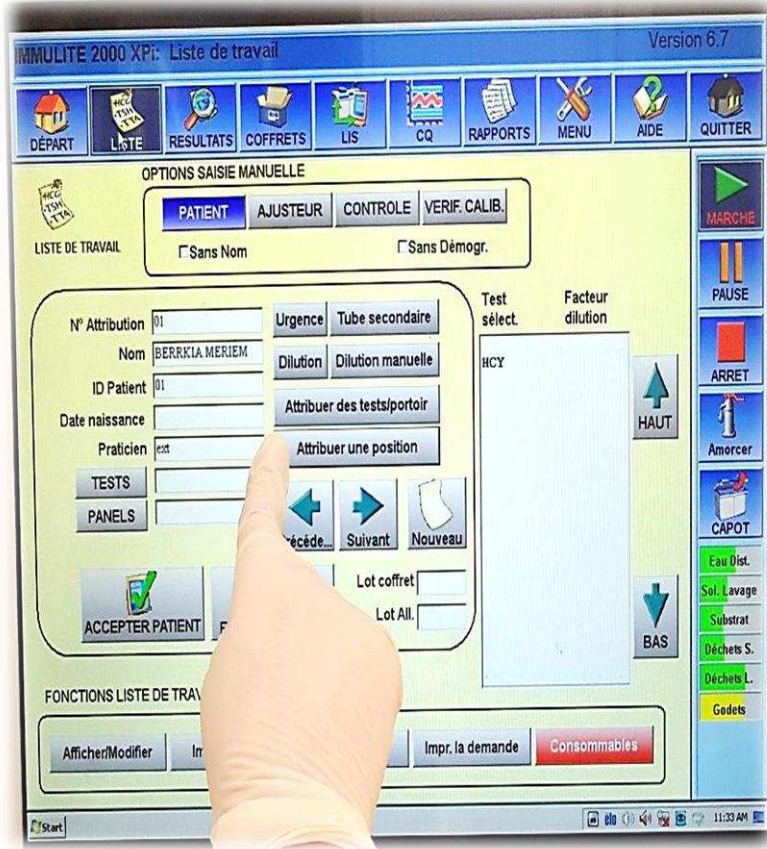 IMMULITE 2000 XPi: Liste de travail
Version 6.7
DÉPART
LISTE
RESULTATS
COFFRETS
LIS
CQ
RAPPORTS
MENU
AIDE
QUITTER
HCG
-TSH
-TT4
LISTE DE TRAVAIL
OPTIONS SAISIE MANUELLE
PATIENT
AJUSTEUR
CONTROLE
VERIF. CALIB.
Sans Nom
Sans Démogr.
N° Attribution 01
Nom BERRKIA MERIEM
ID Patient 01
Date naissance
Praticien ext
TESTS
PANELS
Urgence
Tube secondaire
Dilution
Dilution manuelle
Attribuer des tests/portoir
Attribuer une position
Suivant
Nouveau
ACCEPTER PATIENT
Lot coffret
Lot All.
Test sélect.
Facteur dilution
HCY
HAUT
BAS
MARCHE
PAUSE
ARRET
Amorcer
CAPOT
Eau Dist.
Sol. Lavage
Substrat
Déchets S.
Déchets L.
Godets
FONCTIONS LISTE DE TRAV
Afficher/Modifier
Impr. la demande
Consommables
Start
elo
11:33 AM